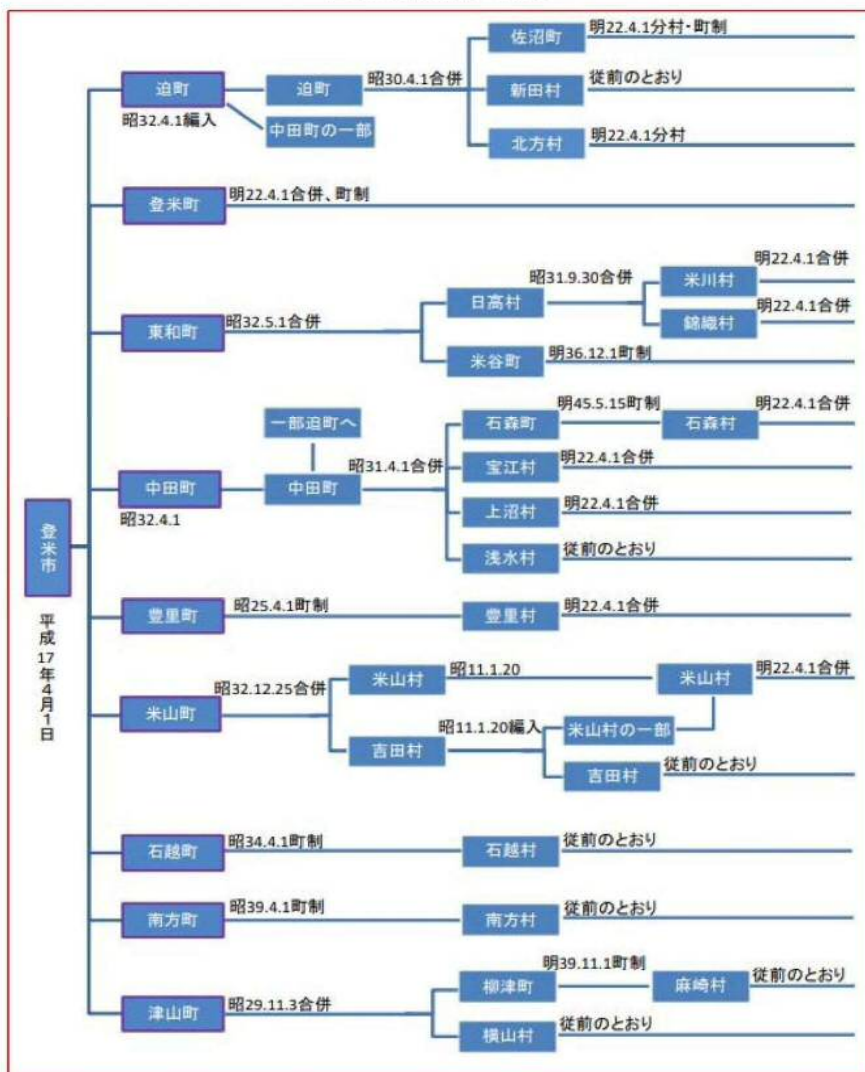 佐沼町
明22.4.1分村・町制
迫町
迫町
昭30.4.1合併
新田村
従前のとおり
昭32.4.1編入
中田町の一部
北方村
明22.4.1分村
登米町
明22.4.1合併、町制
東和町
昭32.5.1合併
日高村
昭31.9.30合併
米川村
明22.4.1合併
錦織村
明22.4.1合併
米谷町
明36.12.1町制
一部迫町へ
石森町
明45.5.15町制
石森村
明22.4.1合併
中田町
昭32.4.1
中田町
昭31.4.1合併
宝江村
明22.4.1合併
上沼村
明22.4.1合併
浅水村
従前のとおり
登米市
平成17年4月1日
豊里町
昭25.4.1町制
豊里村
明22.4.1合併
米山町
昭32.12.25合併
米山村
昭11.1.20
米山村
明22.4.1合併
吉田村
昭11.1.20編入
米山村の一部
吉田村
従前のとおり
石越町
昭34.4.1町制
石越村
従前のとおり
南方町
昭39.4.1町制
南方村
従前のとおり
津山町
昭29.11.3合併
柳津町
明39.11.1町制
麻崎村
従前のとおり
横山村
従前のとおり